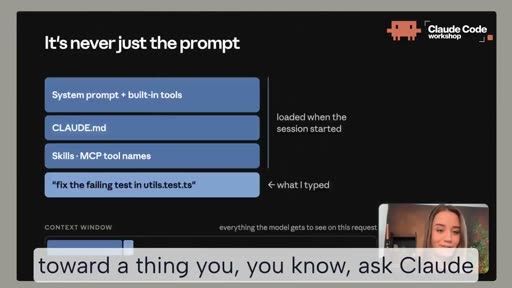 It's never just the prompt
Claude Code
workshop
System prompt + built-in tools
CLAUDE.md
Skills · MCP tool names
loaded when the
session started
"fix the failing test in utils.test.ts"
← what I typed
CONTEXT WINDOW
everything the model gets to see on this request
toward a thing you, you know, ask Claude